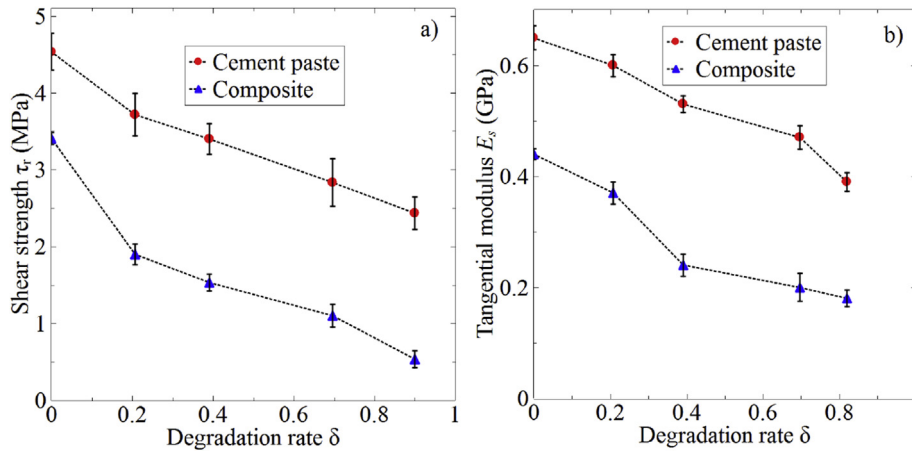 a)
Cement paste
Composite
Shear strength τr (MPa)
5
4
3
2
1
0
0 0.2 0.4 0.6 0.8 1
Degradation rate δ
b)
Cement paste
Composite
Tangential modulus Es (GPa)
0.6
0.4
0.2
0
0 0.2 0.4 0.6 0.8
Degradation rate δ